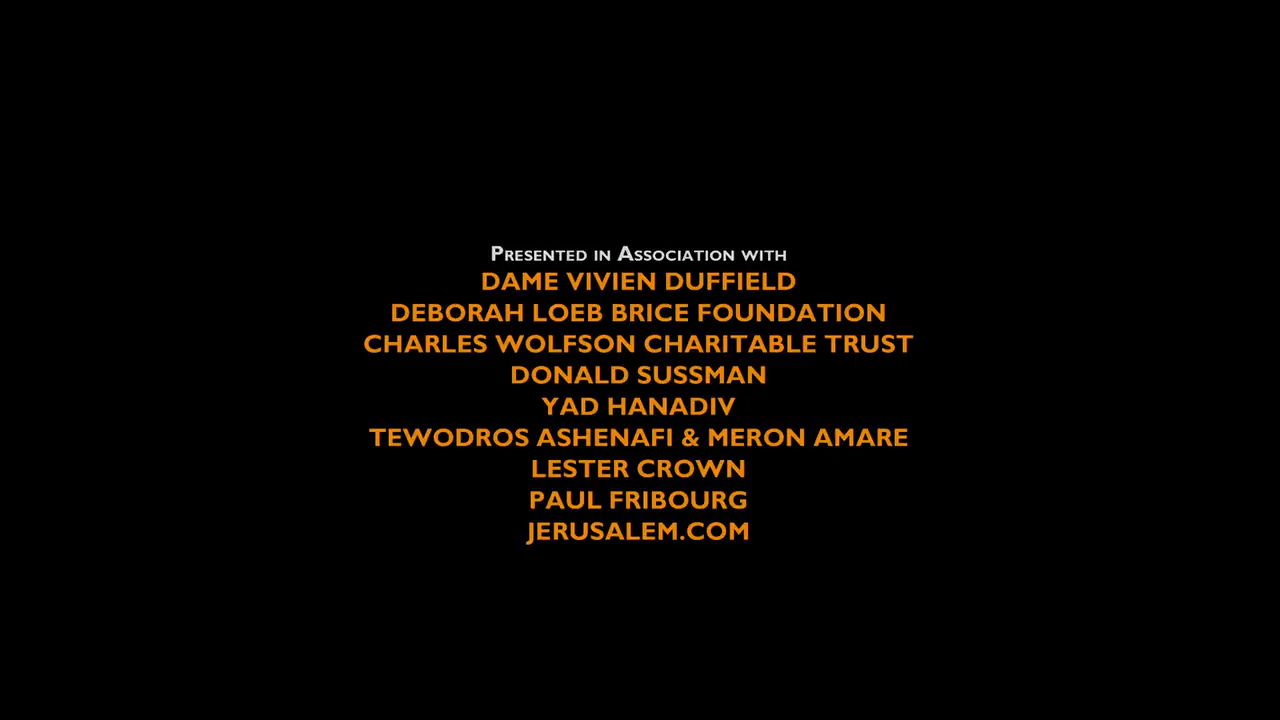 Presented in Association with
DAME VIVIEN DUFFIELD
DEBORAH LOEB BRICE FOUNDATION
CHARLES WOLFSON CHARITABLE TRUST
DONALD SUSSMAN
YAD HANADIV
TEWODROS ASHENAFI & MERON AMARE
LESTER CROWN
PAUL FRIBOURG
JERUSALEM.COM